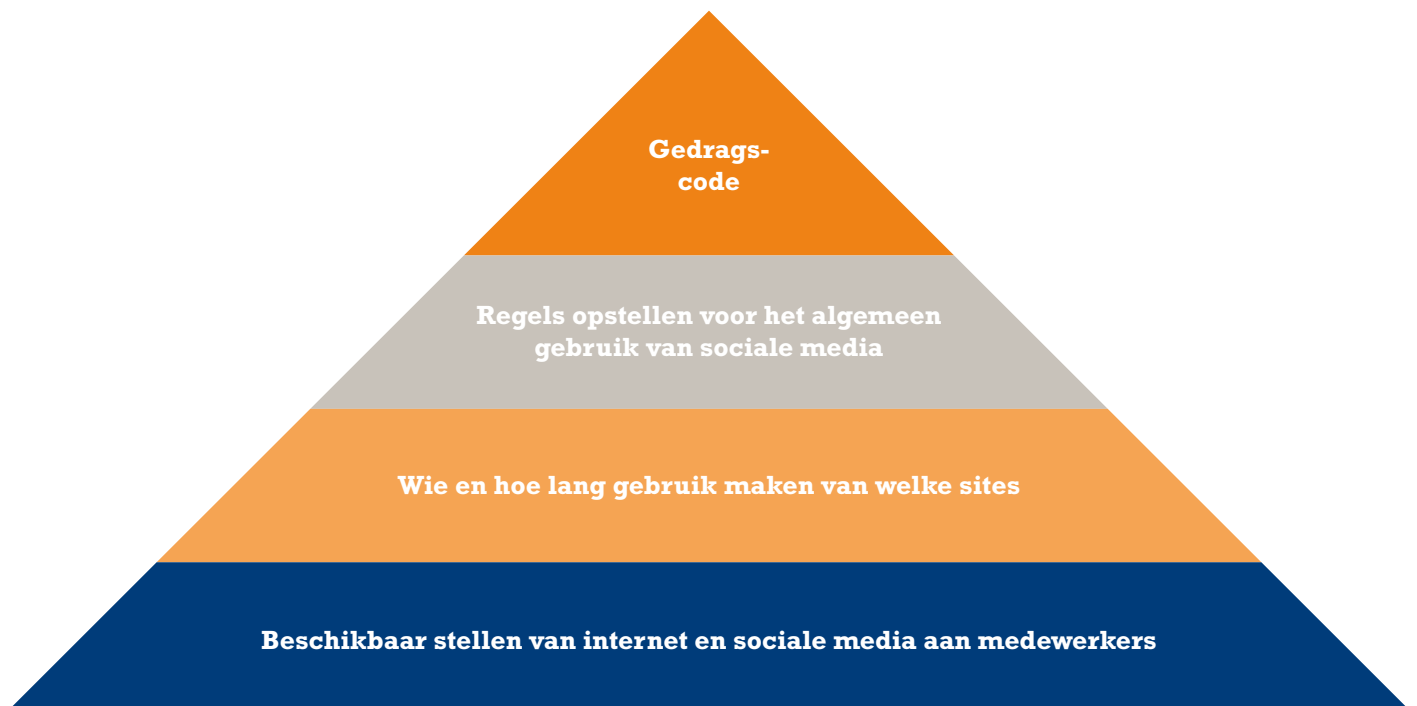 Gedrags-
code
Regels opstellen voor het algemeen
gebruik van sociale media
Wie en hoe lang gebruik maken van welke sites
Beschikbaar stellen van internet en sociale media aan medewerkers